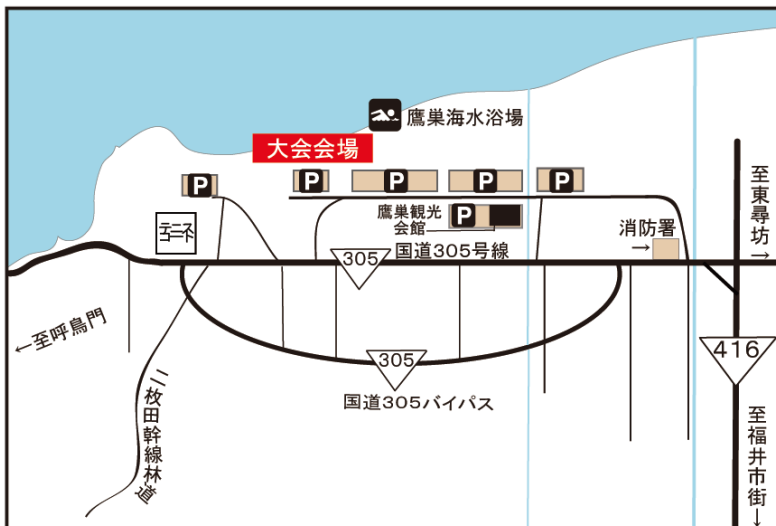 鷹巣海水浴場
大会会場
P
P
P
P
P
鷹巣観光
会館
P
テニス
消防署
→
国道305号線
305
305
国道305バイパス
416
至東尋坊→
←至呼鳥門
二枚田幹線林道
至福井市街↓